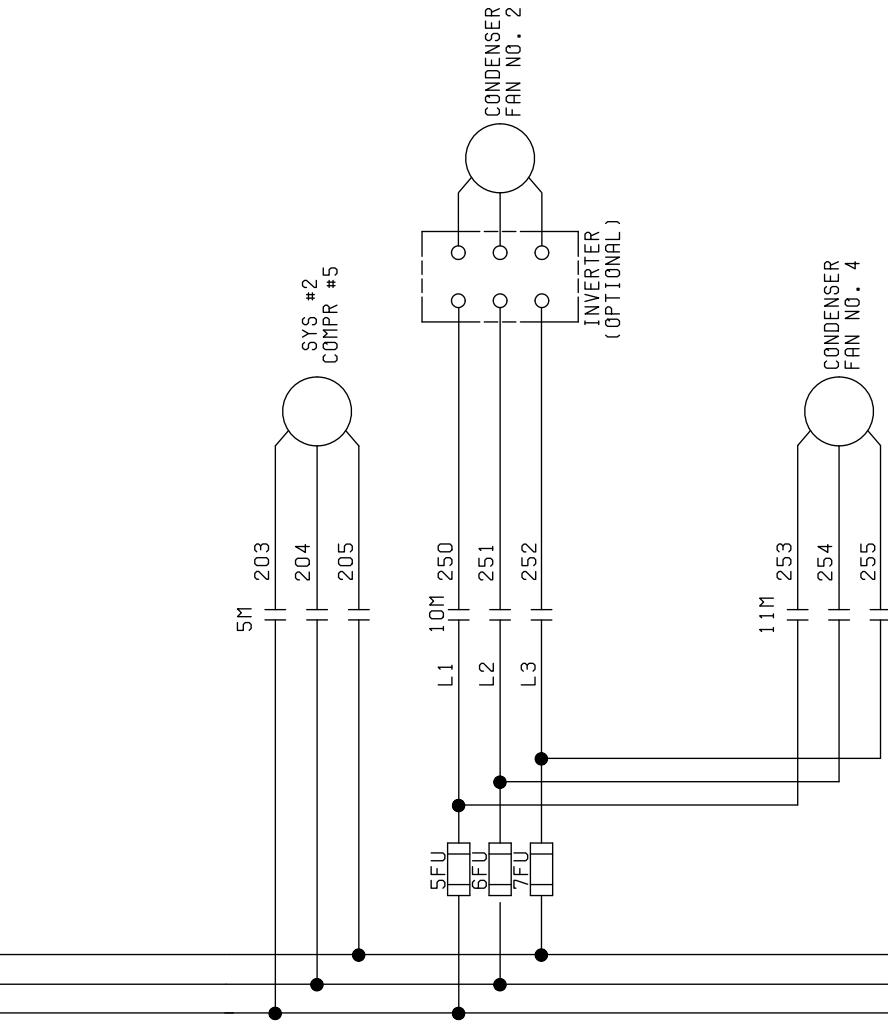 CONDENSER
FAN NO. 2
INVERTER
(OPTIONAL)
SYS #2
COMPR #5
CONDENSER
FAN NO. 4
203
204
205
250
251
252
253
254
255
5M
10M
11M
L1
L2
L3
5FU
6FU
7FU